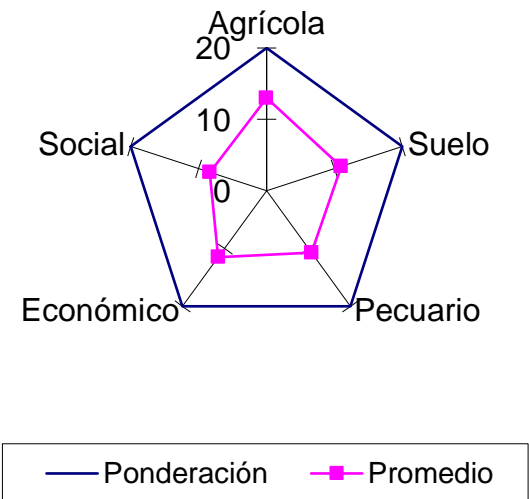 Agrícola
20
10
Social
Suelo
0
Económico
Pecuario
Ponderación Promedio